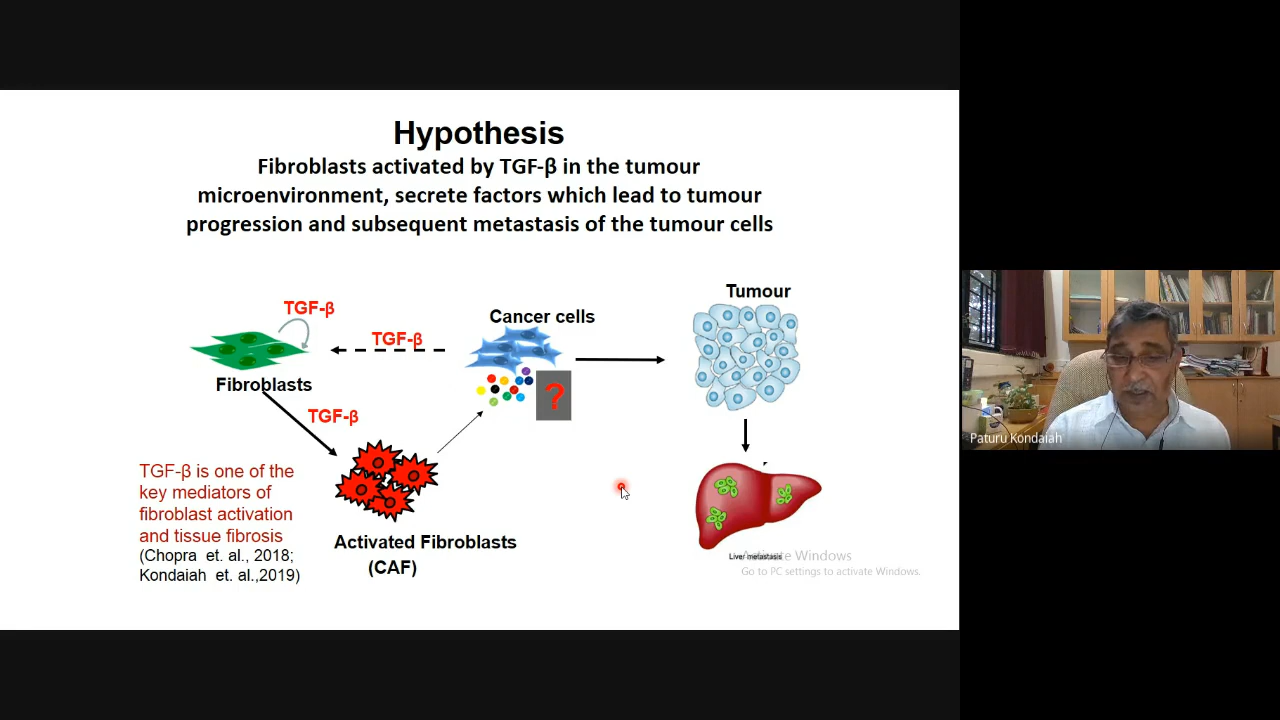 Hypothesis
Fibroblasts activated by TGF-β in the tumour
microenvironment, secrete factors which lead to tumour
progression and subsequent metastasis of the tumour cells
TGF-β
TGF-β
Cancer cells
Tumour
Fibroblasts
TGF-β
?
TGF-β is one of the
key mediators of
fibroblast activation
and tissue fibrosis
(Chopra et. al., 2018;
Kondaiah et. al.,2019)
Activated Fibroblasts
(CAF)
Liver metastasis
Activate Windows
Go to PC settings to activate Windows.
Paturu Kondaiah